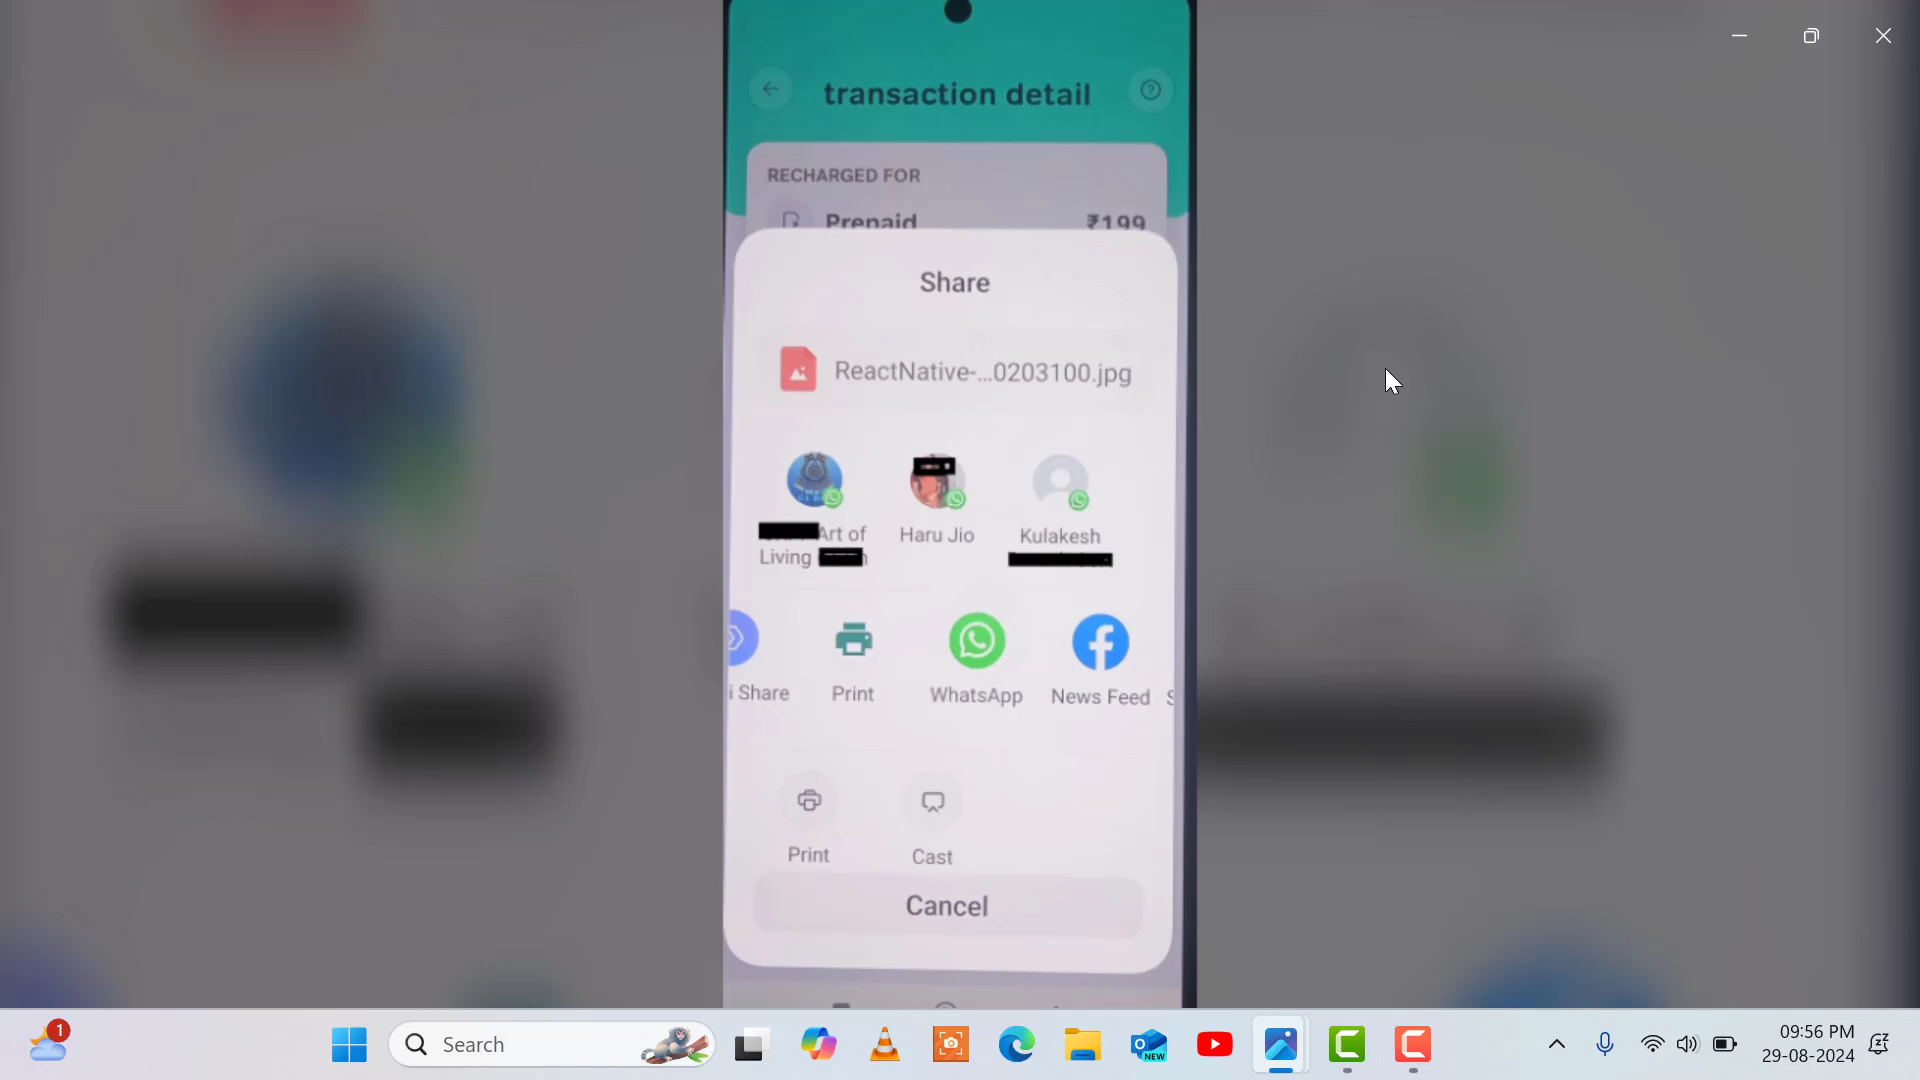 transaction detail
RECHARGED FOR
Prepaid ₹199
Share
ReactNative-...0203100.jpg
Art of
Living
Haru Jio
Kulakesh
i Share
Print
WhatsApp
News Feed
Print
Cast
Cancel
1
Search
NEW
09:56 PM
29-08-2024